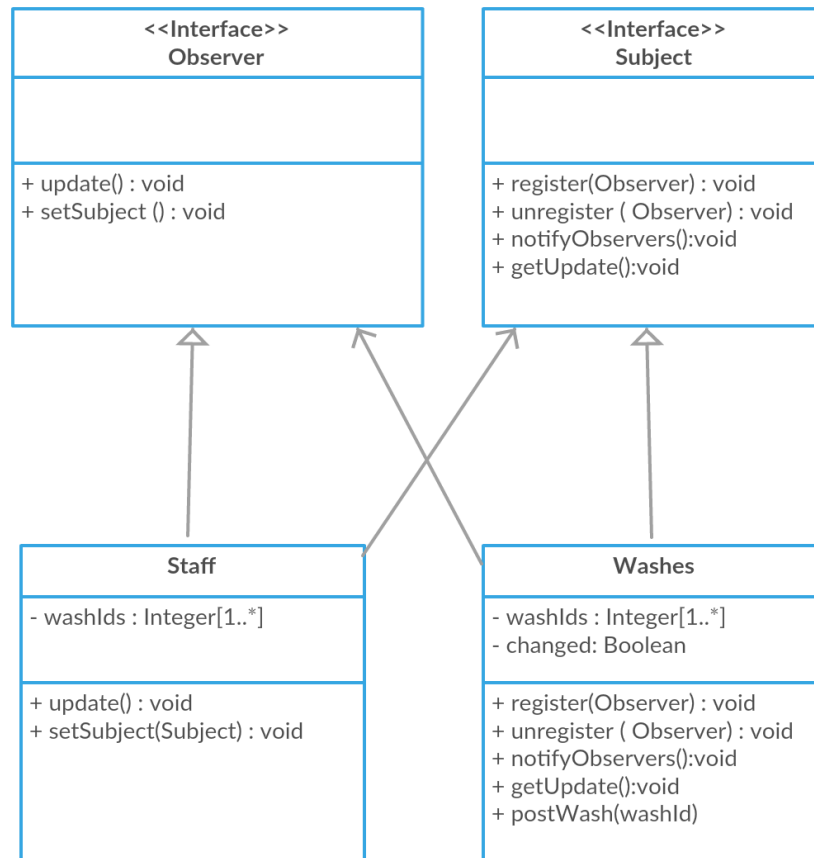 <<Interface>>
Observer
+ update() : void
+ setSubject () : void
<<Interface>>
Subject
+ register(Observer) : void
+ unregister ( Observer) : void
+ notifyObservers():void
+ getUpdate():void
Staff
- washIds : Integer[1..*]
+ update() : void
+ setSubject(Subject) : void
Washes
- washIds : Integer[1..*]
- changed: Boolean
+ register(Observer) : void
+ unregister ( Observer) : void
+ notifyObservers():void
+ getUpdate():void
+ postWash(washId)